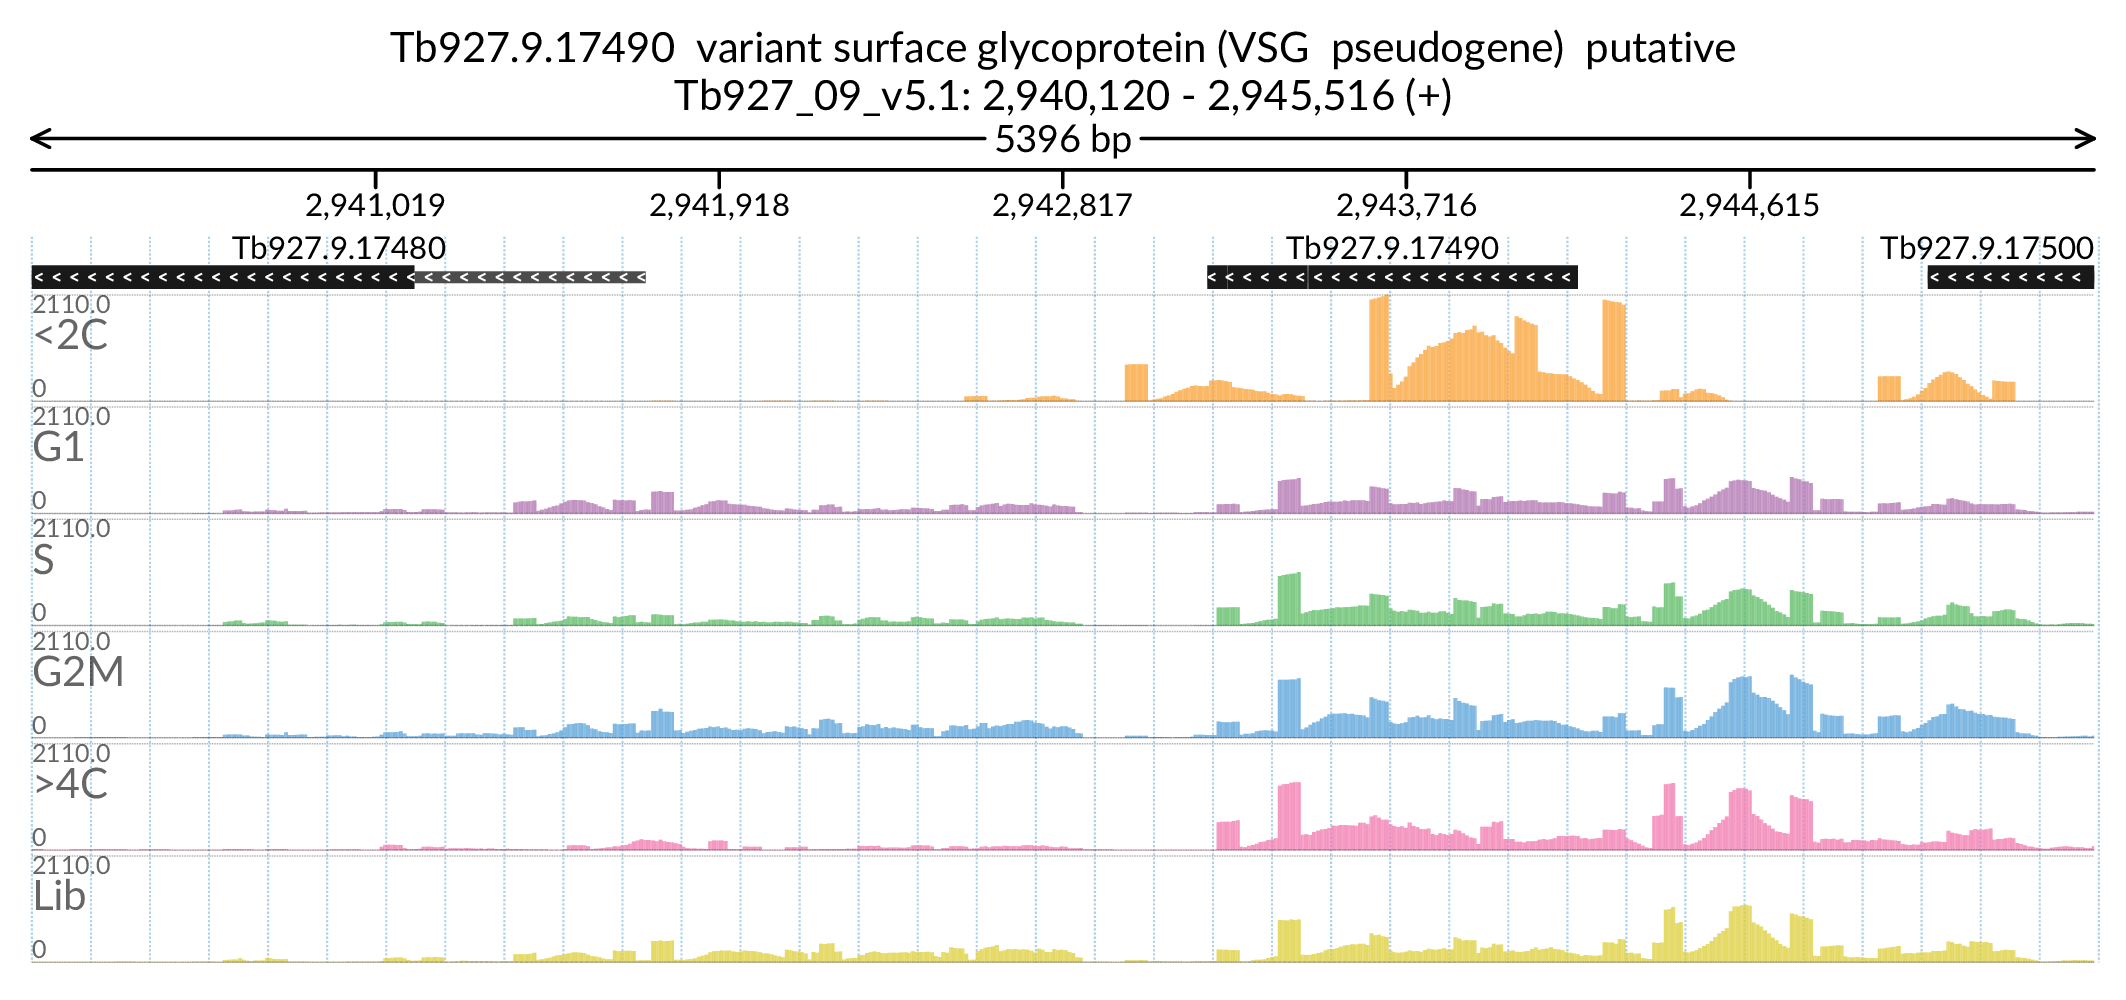 Tb927.9.17490  variant surface glycoprotein (VSG  pseudogene)  putative
Tb927_09_v5.1: 2,940,120 - 2,945,516 (+)
5396 bp
2,941,019 2,941,918 2,942,817 2,943,716 2,944,615
Tb927.9.17480 Tb927.9.17490 Tb927.9.17500
2110.0
<2C
0
2110.0
G1
0
2110.0
S
0
2110.0
G2M
0
2110.0
>4C
0
2110.0
Lib
0